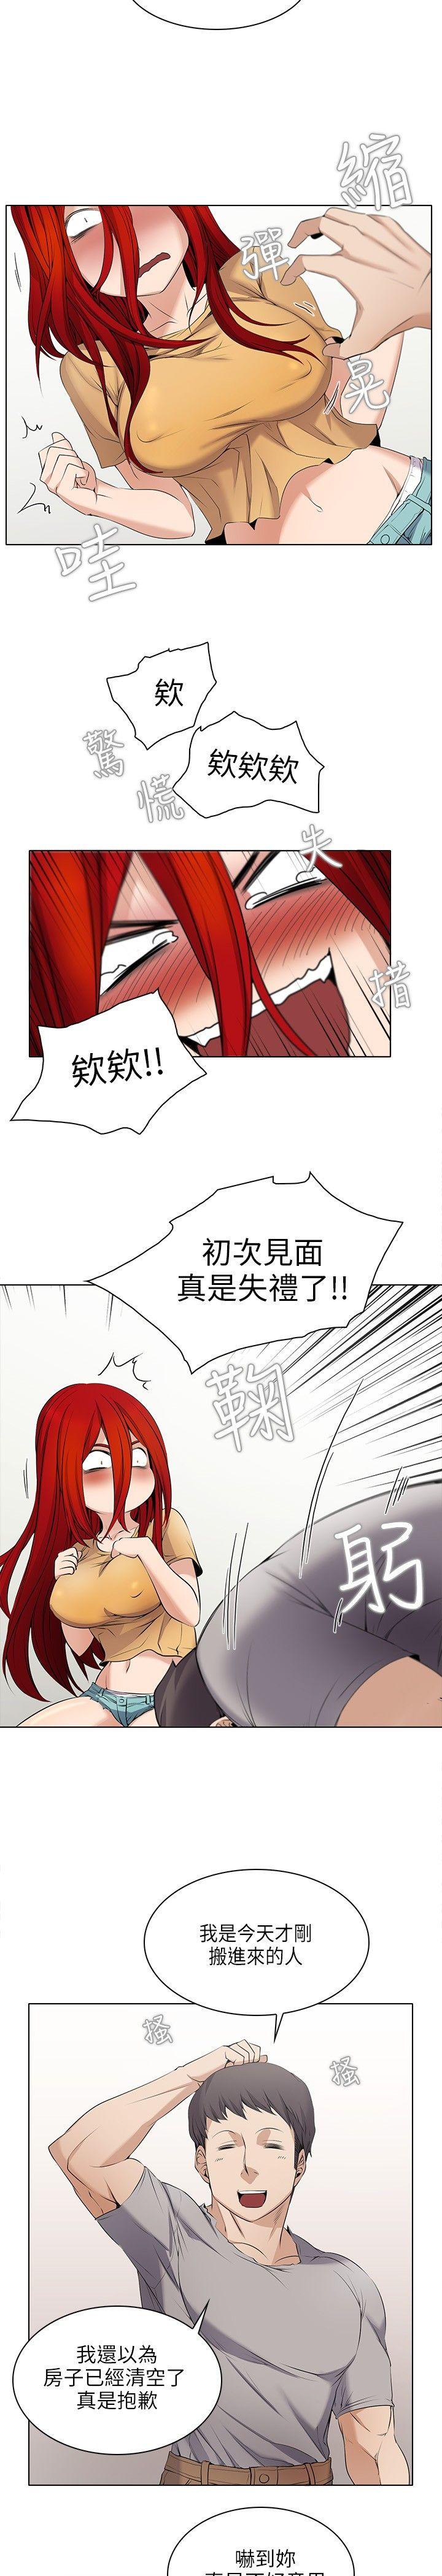 縮
彈
晃
哇
欸
欸欸欸
驚
慌
失
措
欸欸!!
初次見面
真是失禮了!!
鞠
躬
我是今天才剛
搬進來的人
搔
搔
我還以為
房子已經清空了
真是抱歉
嚇到妳